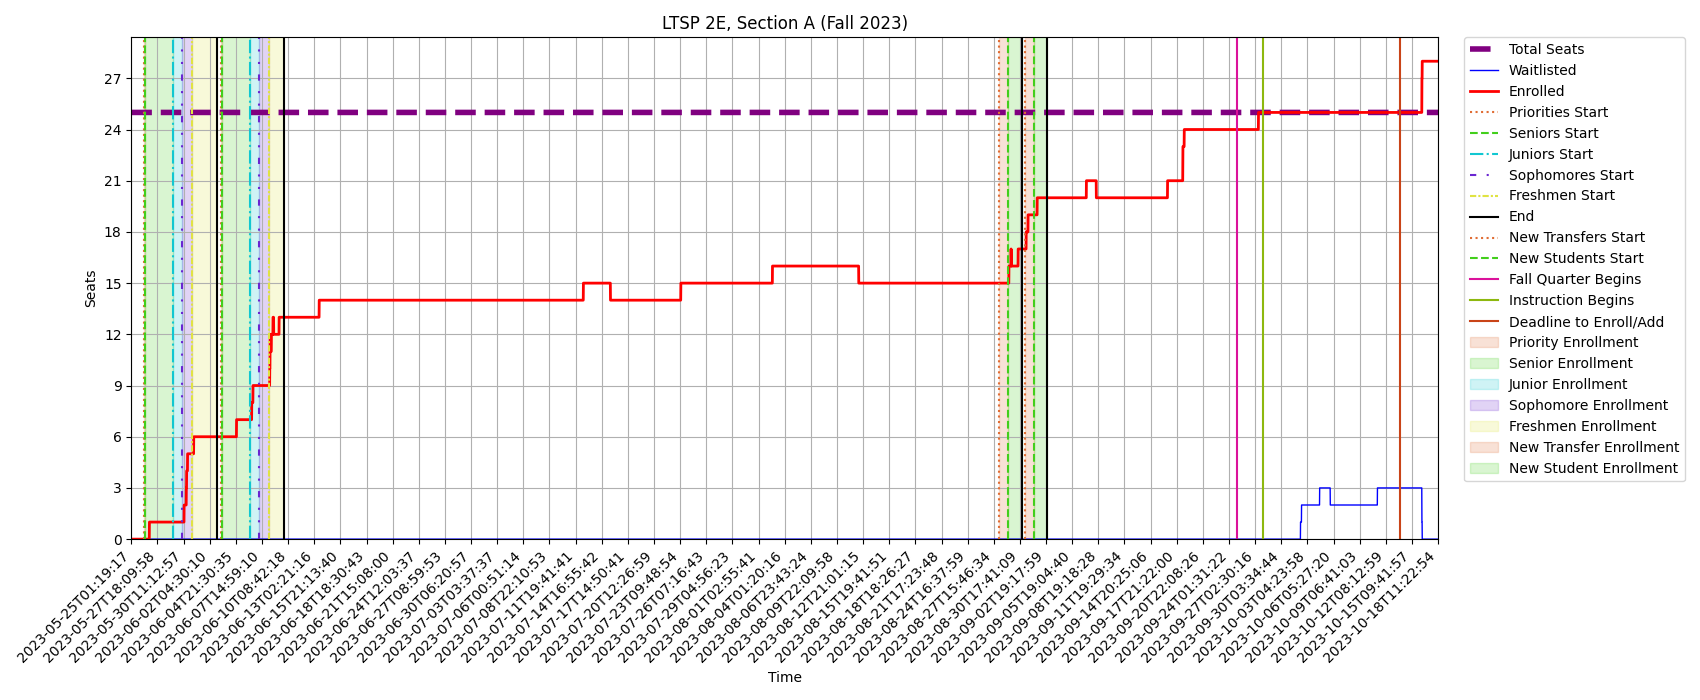 LTSP 2E, Section A (Fall 2023)
Seats
27
24
21
18
15
12
9
6
3
0
2023-05-25T01:19:17
2023-05-27T18:09:58
2023-05-30T11:12:57
2023-06-02T04:30:10
2023-06-04T21:30:35
2023-06-07T14:59:10
2023-06-10T08:42:18
2023-06-13T02:21:16
2023-06-15T21:13:40
2023-06-18T18:30:43
2023-06-21T15:08:00
2023-06-24T12:03:37
2023-06-27T08:59:53
2023-06-30T06:20:57
2023-07-03T03:37:37
2023-07-06T00:51:14
2023-07-08T22:10:53
2023-07-11T19:41:41
2023-07-14T16:55:42
2023-07-17T14:50:41
2023-07-20T12:26:59
2023-07-23T09:48:54
2023-07-26T07:16:43
2023-07-29T04:56:23
2023-08-01T02:55:41
2023-08-04T01:20:16
2023-08-06T23:43:24
2023-08-09T22:09:58
2023-08-12T21:01:15
2023-08-15T19:41:51
2023-08-18T18:26:27
2023-08-21T17:23:48
2023-08-24T16:37:59
2023-08-27T15:46:34
2023-08-30T17:41:09
2023-09-02T19:17:59
2023-09-05T19:04:40
2023-09-08T19:18:28
2023-09-11T19:29:34
2023-09-14T20:25:06
2023-09-17T21:22:00
2023-09-20T22:08:26
2023-09-24T01:31:22
2023-09-27T02:30:16
2023-09-30T03:34:44
2023-10-03T04:23:58
2023-10-06T05:27:20
2023-10-09T06:41:03
2023-10-12T08:12:59
2023-10-15T09:41:57
2023-10-18T11:22:54
Time
Total Seats
Waitlisted
Enrolled
Priorities Start
Seniors Start
Juniors Start
Sophomores Start
Freshmen Start
End
New Transfers Start
New Students Start
Fall Quarter Begins
Instruction Begins
Deadline to Enroll/Add
Priority Enrollment
Senior Enrollment
Junior Enrollment
Sophomore Enrollment
Freshmen Enrollment
New Transfer Enrollment
New Student Enrollment